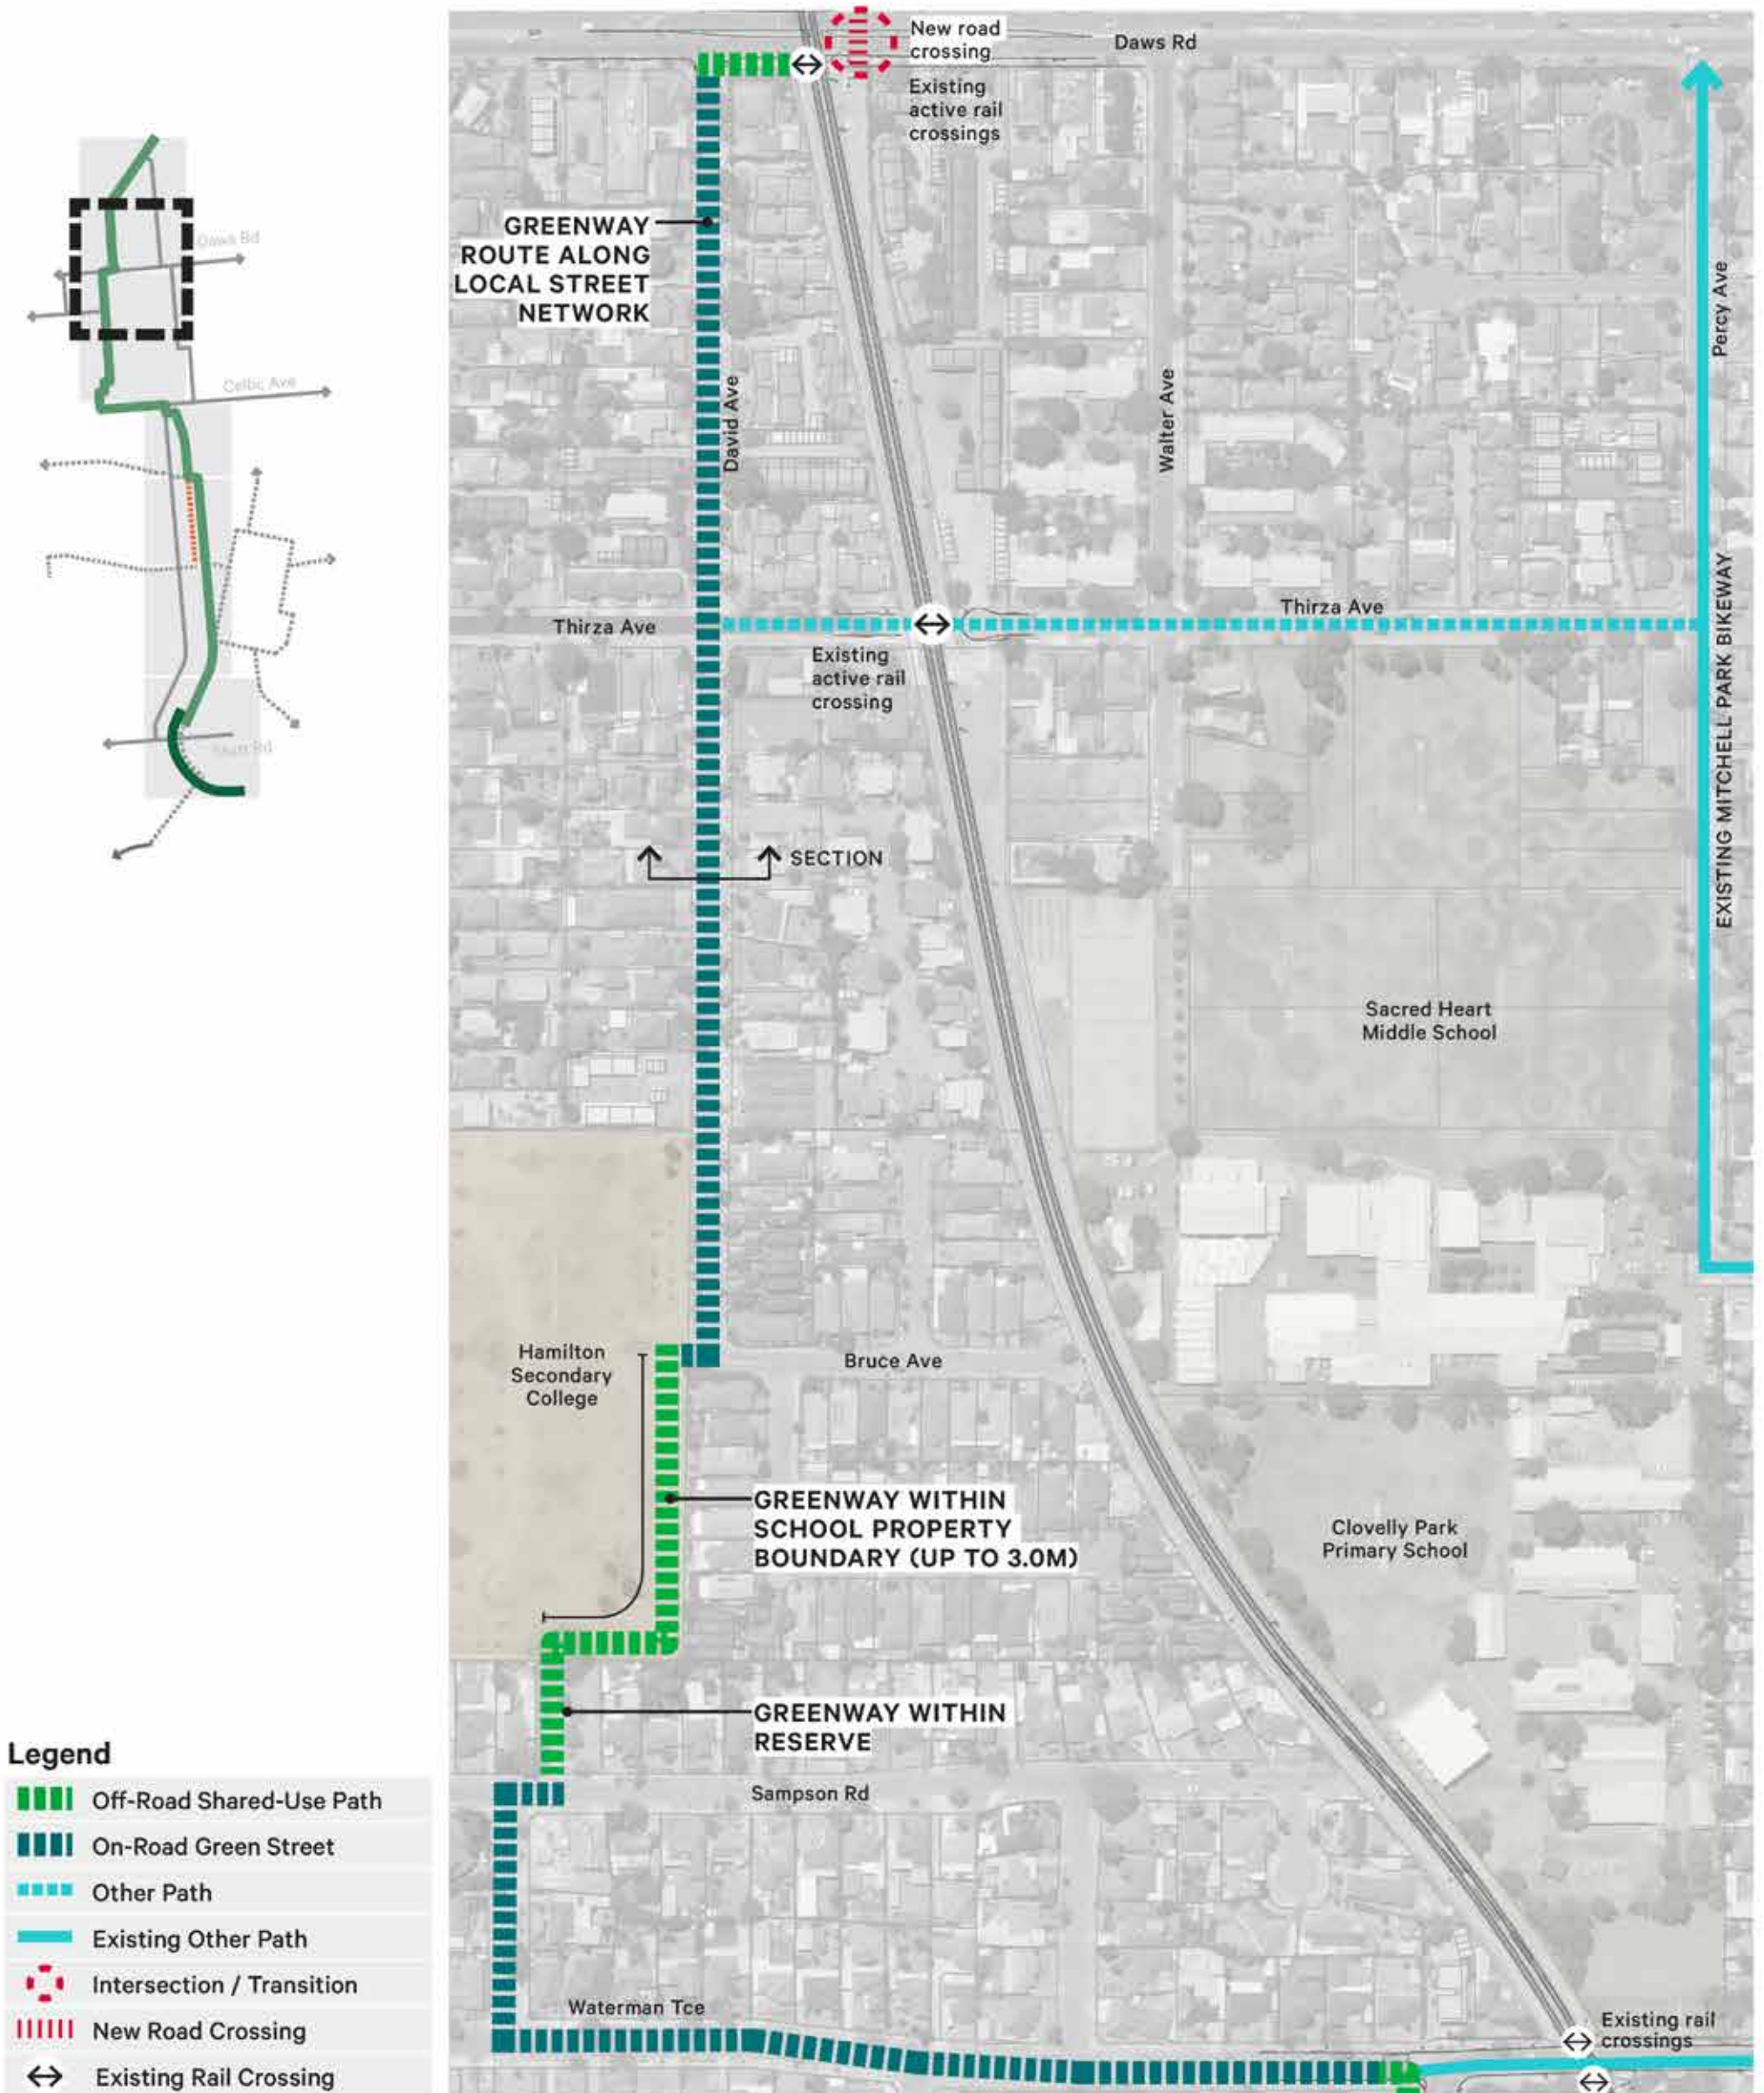 New road
crossing
Daws Rd
Existing
active rail
crossings
GREENWAY
ROUTE ALONG
LOCAL STREET
NETWORK
Daws Rd
Percy Ave
David Ave
Walter Ave
Celtic Ave
Thirza Ave
Thirza Ave
EXISTING MITCHELL PARK BIKEWAY
Existing
active rail
crossing
SECTION
Sacred Heart
Middle School
Hamilton
Secondary
College
Bruce Ave
GREENWAY WITHIN
SCHOOL PROPERTY
BOUNDARY (UP TO 3.0M)
Clovelly Park
Primary School
GREENWAY WITHIN
RESERVE
Sampson Rd
Waterman Tce
Existing rail
crossings
Legend
Off-Road Shared-Use Path
On-Road Green Street
Other Path
Existing Other Path
Intersection / Transition
New Road Crossing
Existing Rail Crossing